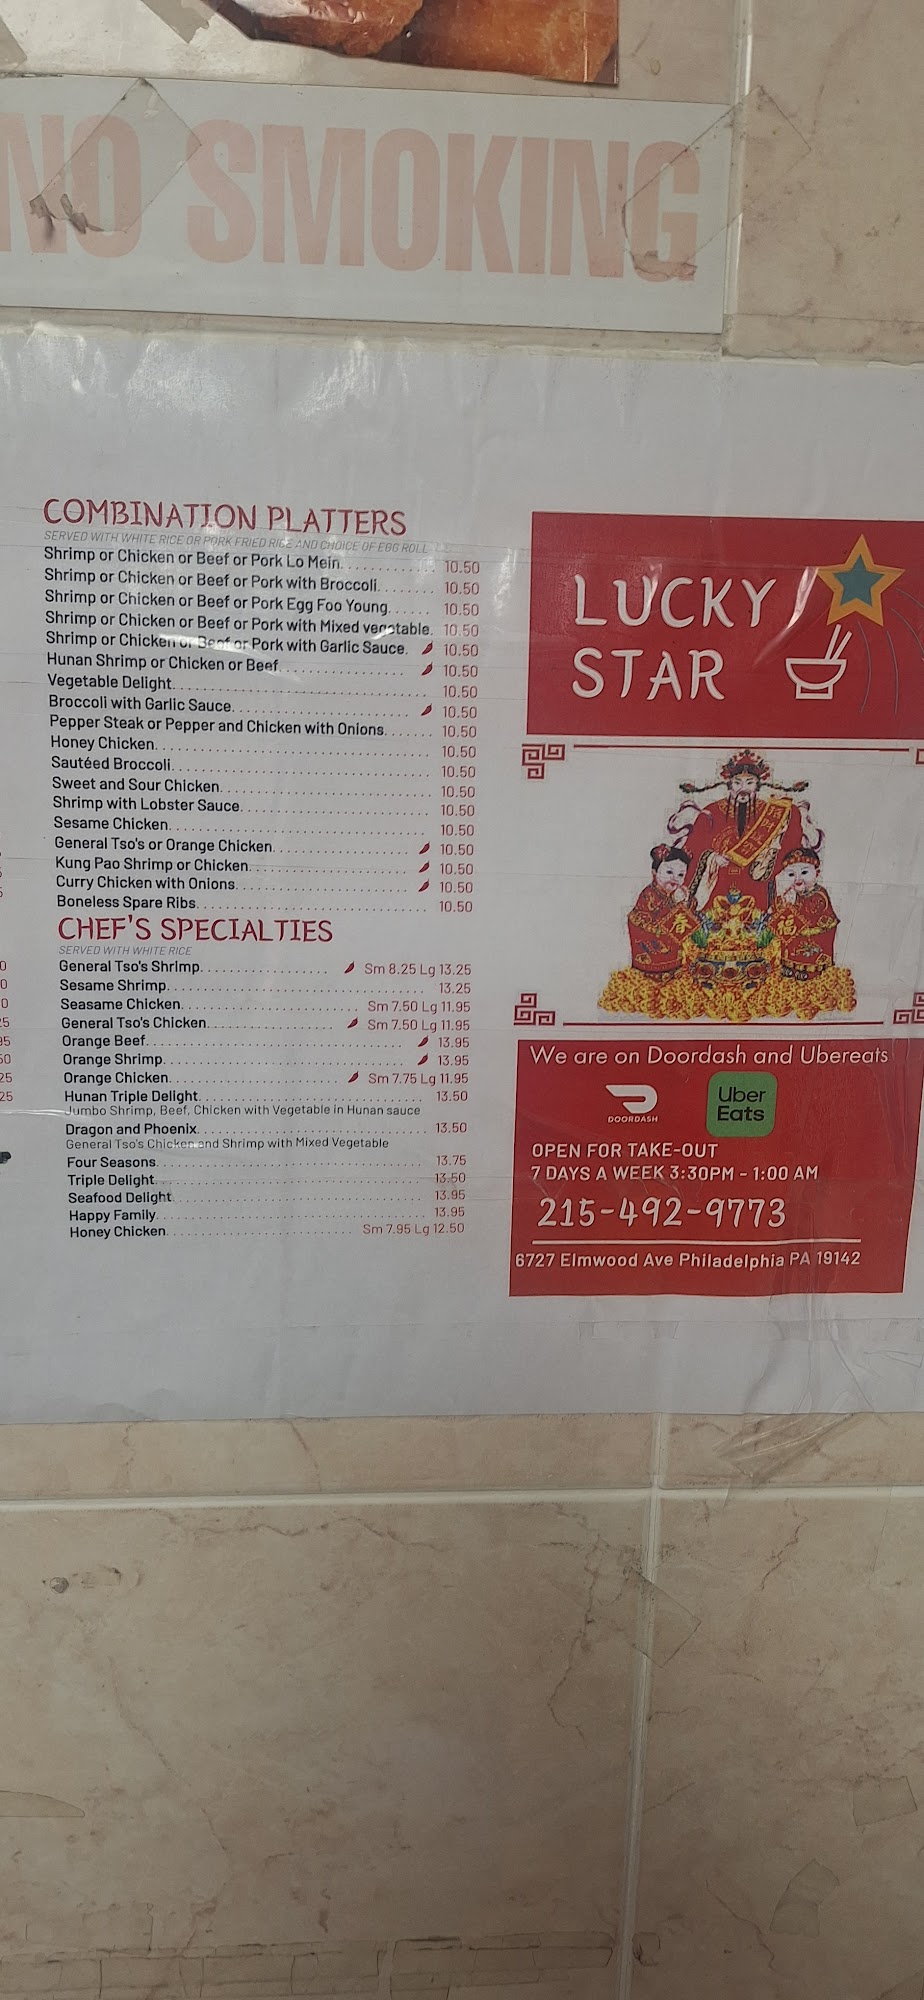 NO SMOKING
COMBINATION PLATTERS
SERVED WITH WHITE RICE OR PORK FRIED RICE AND CHOICE OF EGG ROLL
Shrimp or Chicken or Beef or Pork Lo Mein 10.50
Shrimp or Chicken or Beef or Pork with Broccoli 10.50
Shrimp or Chicken or Beef or Pork Egg Foo Young 10.50
Shrimp or Chicken or Beef or Pork with Mixed vegetable 10.50
Shrimp or Chicken or Beef or Pork with Garlic Sauce 10.50
Hunan Shrimp or Chicken or Beef 10.50
Vegetable Delight 10.50
Broccoli with Garlic Sauce 10.50
Pepper Steak or Pepper and Chicken with Onions 10.50
Honey Chicken 10.50
Sautéed Broccoli 10.50
Sweet and Sour Chicken 10.50
Shrimp with Lobster Sauce 10.50
Sesame Chicken 10.50
General Tso's or Orange Chicken 10.50
Kung Pao Shrimp or Chicken 10.50
Curry Chicken with Onions 10.50
Boneless Spare Ribs 10.50
CHEF'S SPECIALTIES
SERVED WITH WHITE RICE
General Tso's Shrimp Sm 8.25 Lg 13.25
Sesame Shrimp 13.25
Seasame Chicken Sm 7.50 Lg 11.95
General Tso's Chicken Sm 7.50 Lg 11.95
Orange Beef 13.95
Orange Shrimp 13.95
Orange Chicken Sm 7.75 Lg 11.95
Hunan Triple Delight 13.50
Jumbo Shrimp, Beef, Chicken with Vegetable in Hunan sauce
Dragon and Phoenix 13.50
General Tso's Chicken and Shrimp with Mixed Vegetable
Four Seasons 13.75
Triple Delight 13.50
Seafood Delight 13.95
Happy Family 13.95
Honey Chicken Sm 7.95 Lg 12.50
LUCKY
STAR
春
福
We are on Doordash and Ubereats
DOORDASH
Uber
Eats
OPEN FOR TAKE-OUT
7 DAYS A WEEK 3:30PM - 1:00 AM
215-492-9773
6727 Elmwood Ave Philadelphia PA 19142